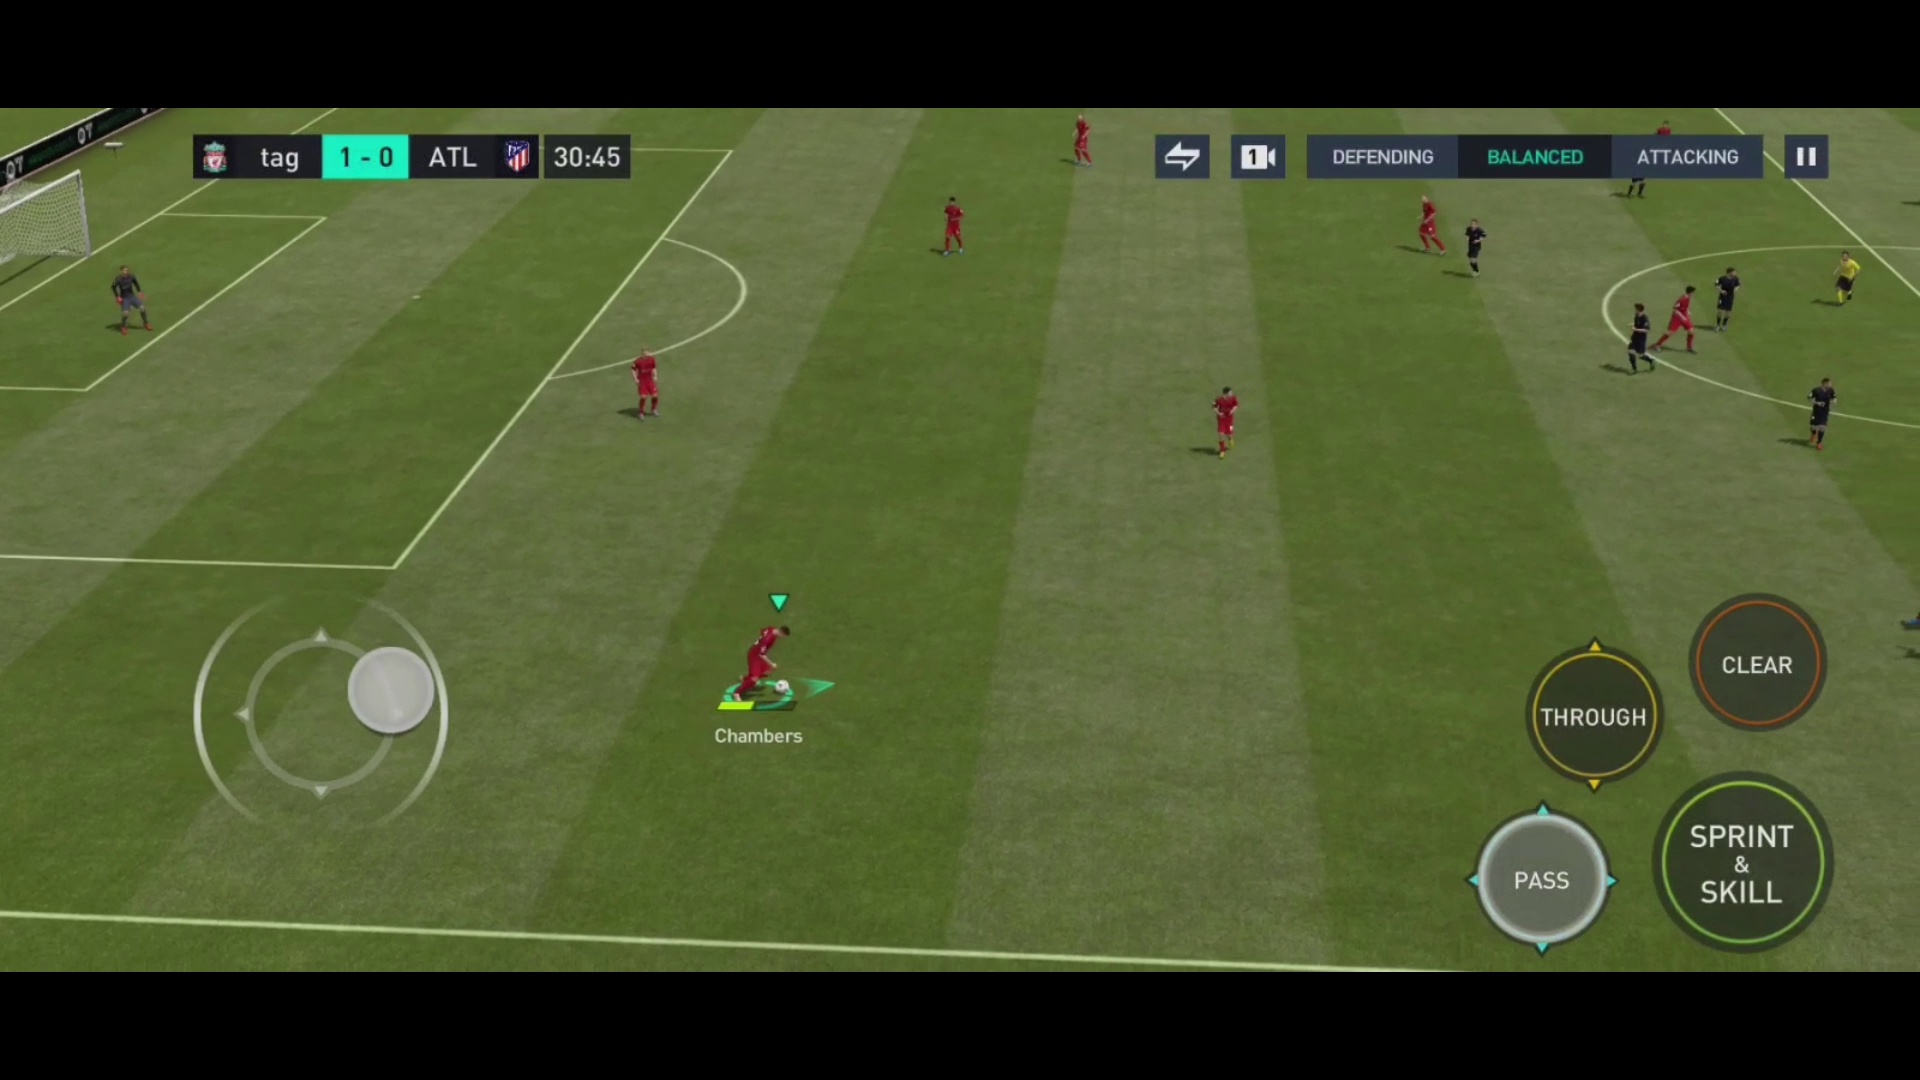 tag 1 - 0 ATL 30:45
1
DEFENDING BALANCED ATTACKING
CLEAR
THROUGH
Chambers
SPRINT
&
SKILL
PASS